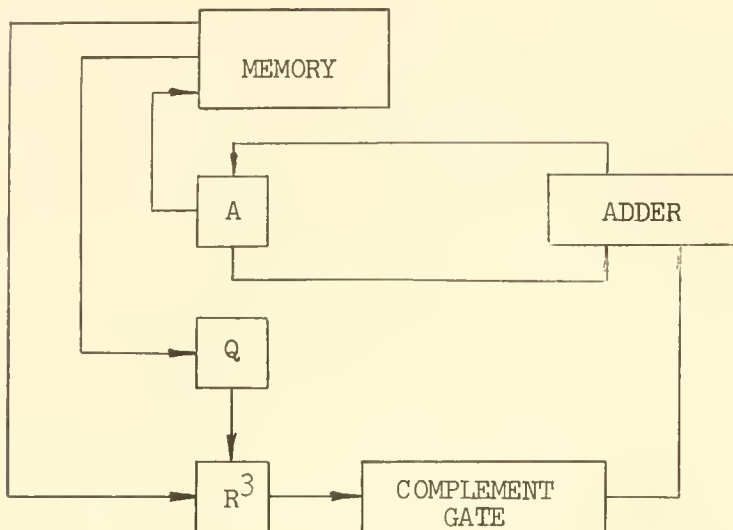 MEMORY
A
ADDER
Q
R³
COMPLEMENT
GATE